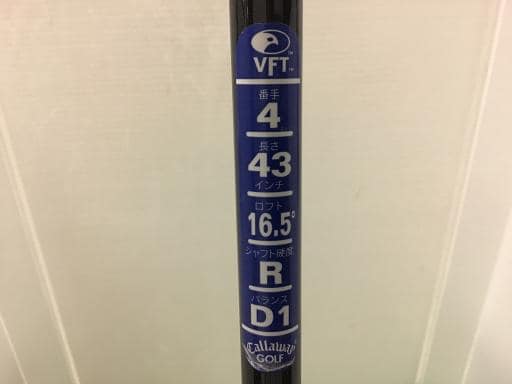 VFT™
番手
4
長さ
43
インチ
ロフト
16.5°
シャフト硬度
R
バランス
D1
Callaway
GOLF